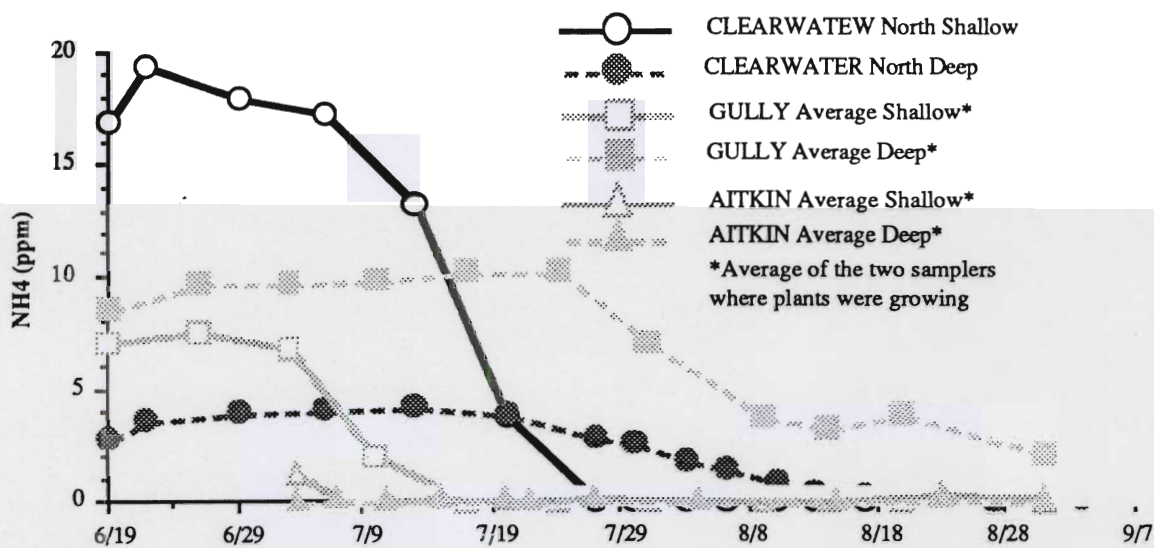 CLEARWATEW North Shallow
CLEARWATER North Deep
GULLY Average Shallow*
GULLY Average Deep*
AITKIN Average Shallow*
AITKIN Average Deep*
*Average of the two samplers
where plants were growing
NH4 (ppm)
20
15
10
5
0
6/19 6/29 7/9 7/19 7/29 8/8 8/18 8/28 9/7